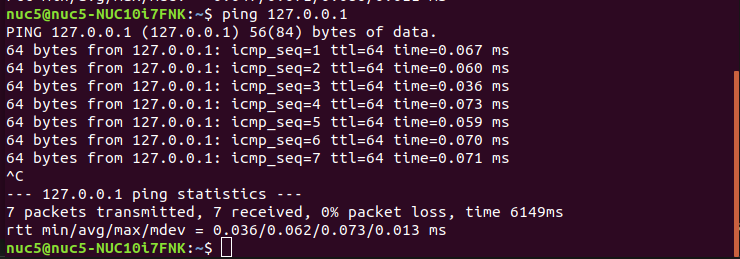 nuc5@nuc5-NUC10i7FNK:~$ ping 127.0.0.1
PING 127.0.0.1 (127.0.0.1) 56(84) bytes of data.
64 bytes from 127.0.0.1: icmp_seq=1 ttl=64 time=0.067 ms
64 bytes from 127.0.0.1: icmp_seq=2 ttl=64 time=0.060 ms
64 bytes from 127.0.0.1: icmp_seq=3 ttl=64 time=0.036 ms
64 bytes from 127.0.0.1: icmp_seq=4 ttl=64 time=0.073 ms
64 bytes from 127.0.0.1: icmp_seq=5 ttl=64 time=0.059 ms
64 bytes from 127.0.0.1: icmp_seq=6 ttl=64 time=0.070 ms
64 bytes from 127.0.0.1: icmp_seq=7 ttl=64 time=0.071 ms
^C
--- 127.0.0.1 ping statistics ---
7 packets transmitted, 7 received, 0% packet loss, time 6149ms
rtt min/avg/max/mdev = 0.036/0.062/0.073/0.013 ms
nuc5@nuc5-NUC10i7FNK:~$